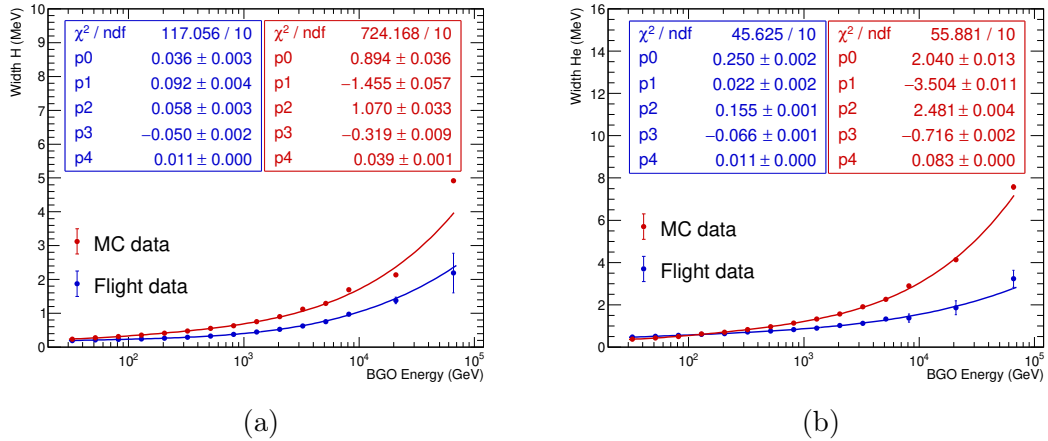 Width H (MeV)
10
9
8
7
6
5
4
3
2
1
0
χ² / ndf 117.056 / 10
p0 0.036 ± 0.003
p1 0.092 ± 0.004
p2 0.058 ± 0.003
p3 −0.050 ± 0.002
p4 0.011 ± 0.000
χ² / ndf 724.168 / 10
p0 0.894 ± 0.036
p1 −1.455 ± 0.057
p2 1.070 ± 0.033
p3 −0.319 ± 0.009
p4 0.039 ± 0.001
MC data
Flight data
10² 10³ 10⁴ 10⁵
BGO Energy (GeV)
(a)
Width He (MeV)
16
14
12
10
8
6
4
2
0
χ² / ndf 45.625 / 10
p0 0.250 ± 0.002
p1 0.022 ± 0.002
p2 0.155 ± 0.001
p3 −0.066 ± 0.001
p4 0.011 ± 0.000
χ² / ndf 55.881 / 10
p0 2.040 ± 0.013
p1 −3.504 ± 0.011
p2 2.481 ± 0.004
p3 −0.716 ± 0.002
p4 0.083 ± 0.000
MC data
Flight data
10² 10³ 10⁴ 10⁵
BGO Energy (GeV)
(b)